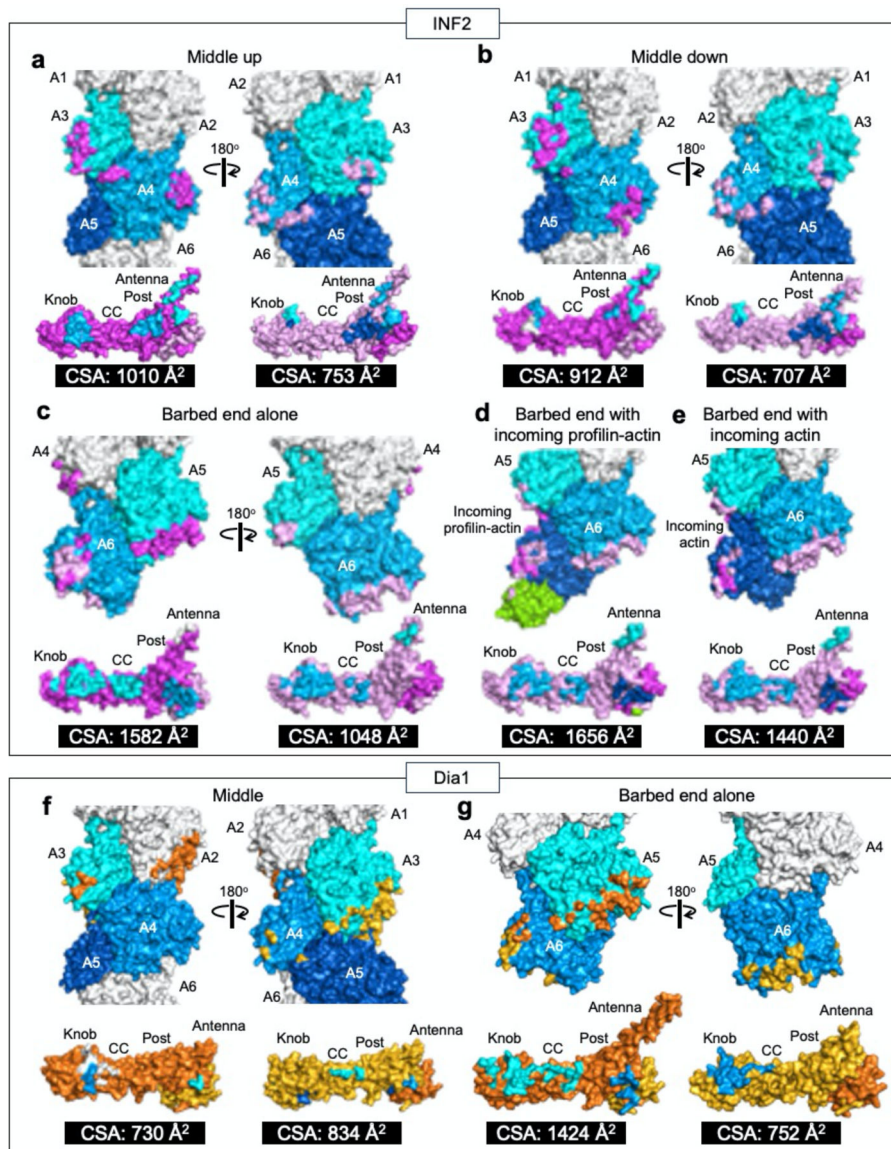 INF2
a
Middle up
A1
A2
A1
A3
A2
180°
A3
A4
A4
A5
A5
A6
A6
Knob
CC
Post
Antenna
Knob
CC
Post
Antenna
CSA: 1010 Å²
CSA: 753 Å²
b
Middle down
A1
A2
A1
A3
A2
180°
A3
A4
A4
A5
A5
A6
A6
Knob
CC
Post
Antenna
Knob
CC
Post
Antenna
CSA: 912 Å²
CSA: 707 Å²
c
Barbed end alone
A4
A5
A5
A4
180°
A6
A6
Knob
CC
Post
Antenna
Knob
CC
Post
Antenna
CSA: 1582 Å²
CSA: 1048 Å²
d
Barbed end with
incoming profilin-actin
A5
Incoming
profilin-actin
A6
Knob
CC
Post
Antenna
CSA: 1656 Å²
e
Barbed end with
incoming actin
A5
Incoming
actin
A6
Knob
CC
Post
Antenna
CSA: 1440 Å²
Dia1
f
Middle
A2
A1
A3
A2
180°
A3
A4
A4
A5
A5
A6
A6
Knob
CC
Post
Antenna
Knob
CC
Post
Antenna
CSA: 730 Å²
CSA: 834 Å²
g
Barbed end alone
A4
A5
A5
A4
180°
A6
A6
Knob
CC
Post
Antenna
Knob
CC
Post
Antenna
CSA: 1424 Å²
CSA: 752 Å²